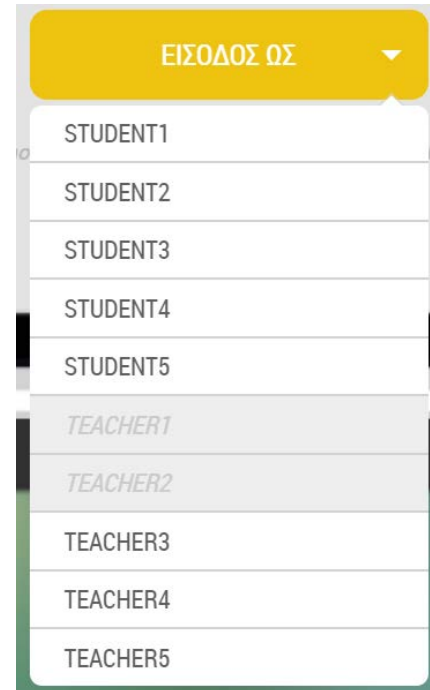 ΕΙΣΟΔΟΣ ΩΣ
STUDENT1
STUDENT2
STUDENT3
STUDENT4
STUDENT5
TEACHER1
TEACHER2
TEACHER3
TEACHER4
TEACHER5